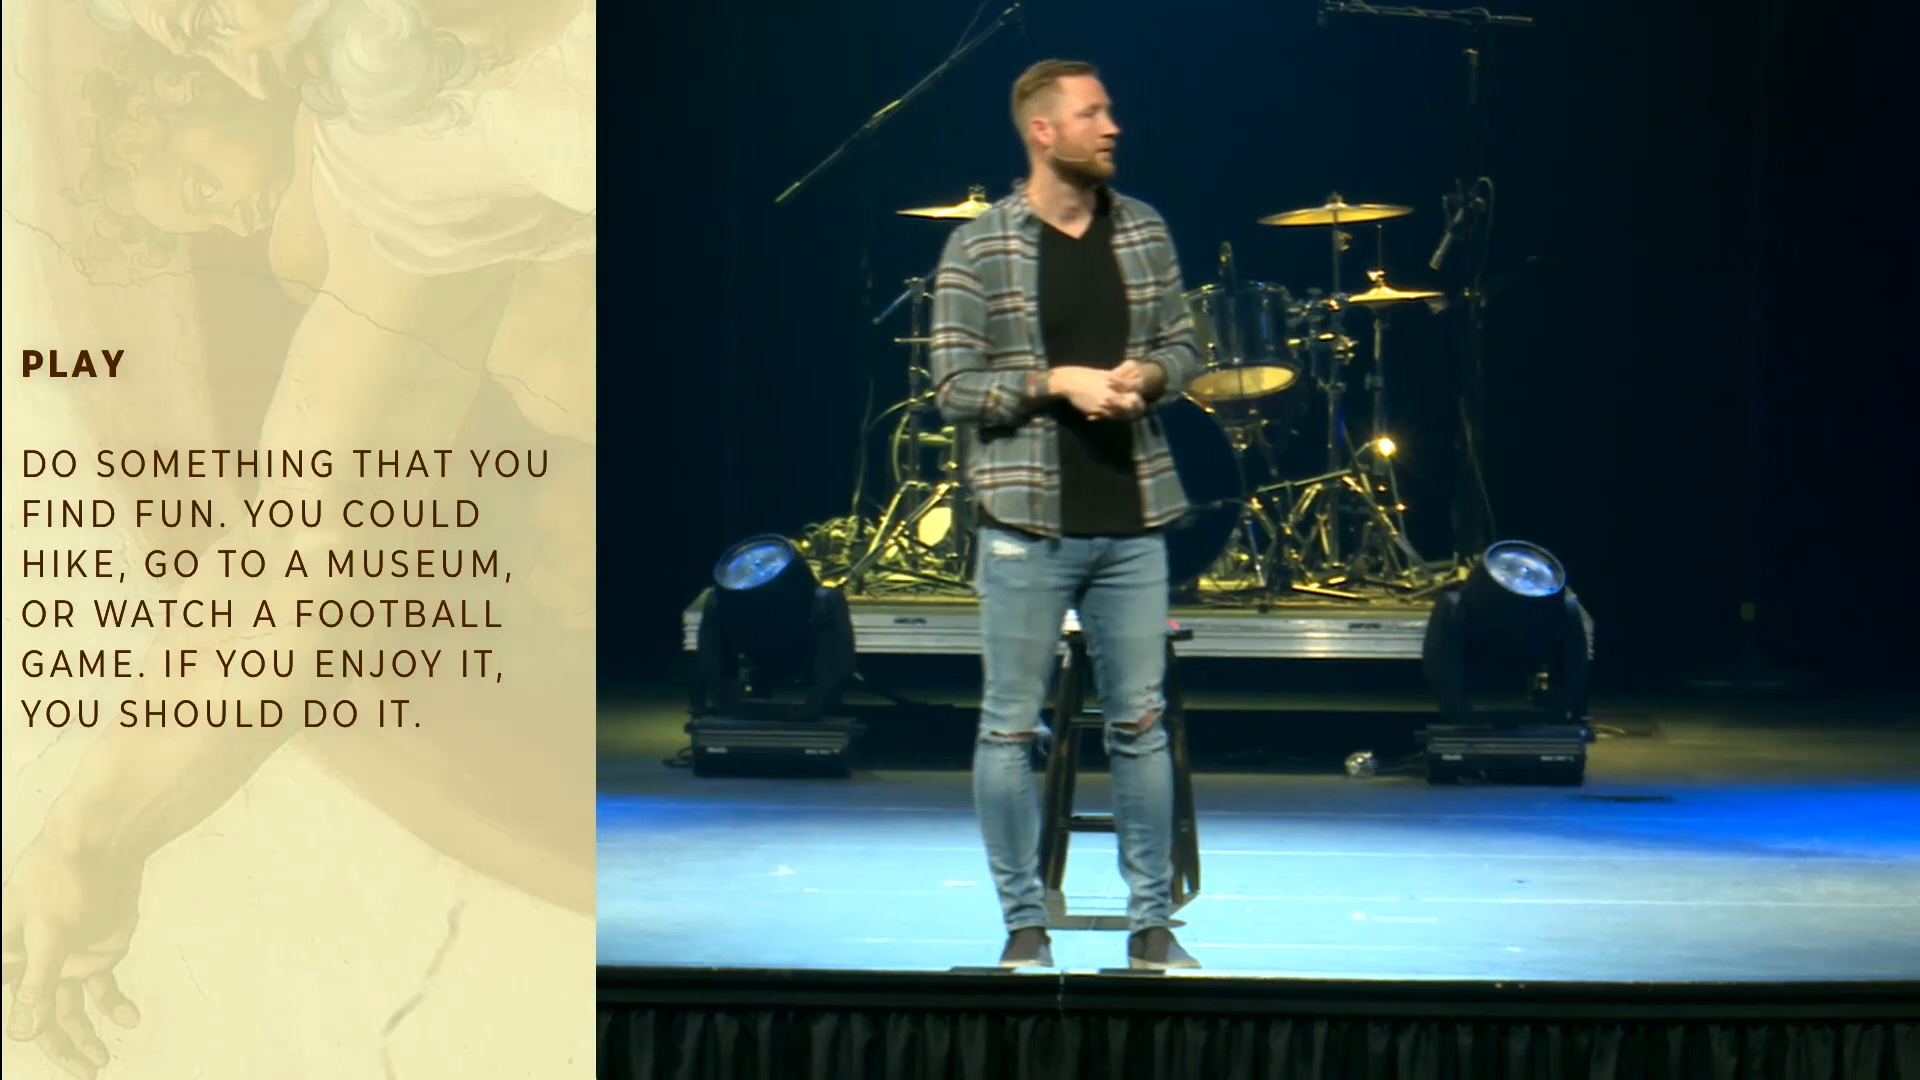 PLAY
DO SOMETHING THAT YOU
FIND FUN. YOU COULD
HIKE, GO TO A MUSEUM,
OR WATCH A FOOTBALL
GAME. IF YOU ENJOY IT,
YOU SHOULD DO IT.